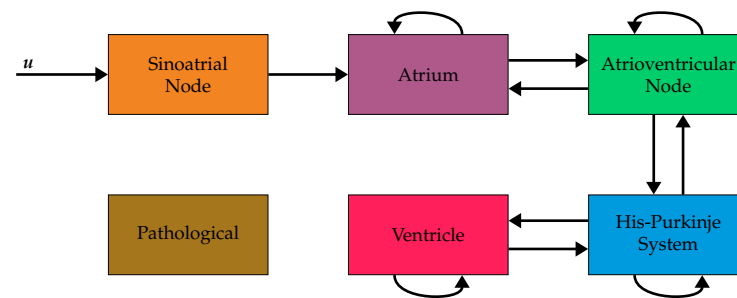 u
Sinoatrial
Node
Atrium
Atrioventricular
Node
Pathological
Ventricle
His-Purkinje
System